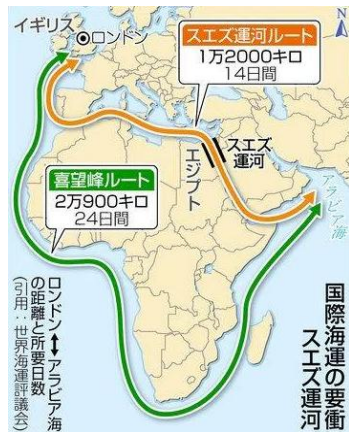 イギリス
ロンドン
スエズ運河ルート
1万2000キロ
14日間
N
スエズ
運河
エジプト
アラビア海
喜望峰ルート
2万900キロ
24日間
国際海運の要衝
スエズ運河
ロンドン⟷アラビア海
の距離と所要日数
(引用:世界海運評議会)